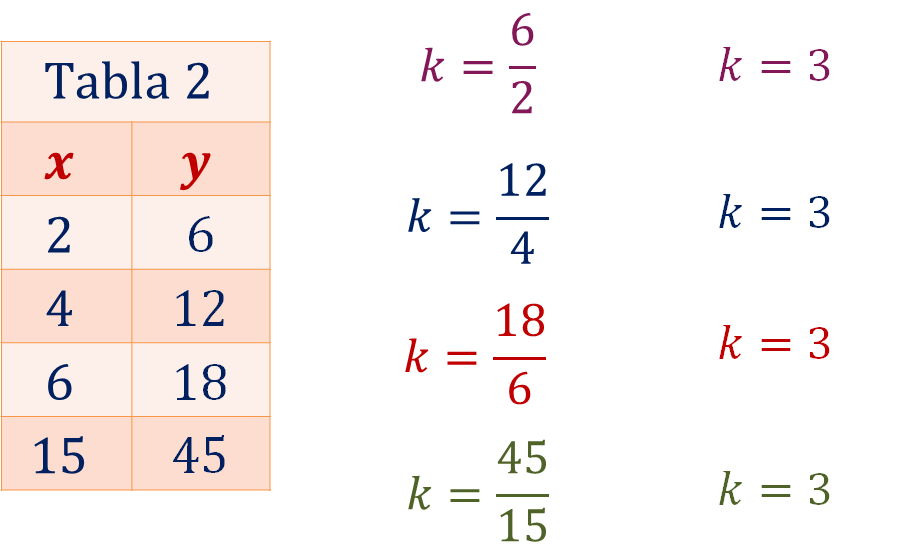 Tabla 2
x y
2 6
4 12
6 18
15 45
k = 6/2 k = 3
k = 12/4 k = 3
k = 18/6 k = 3
k = 45/15 k = 3